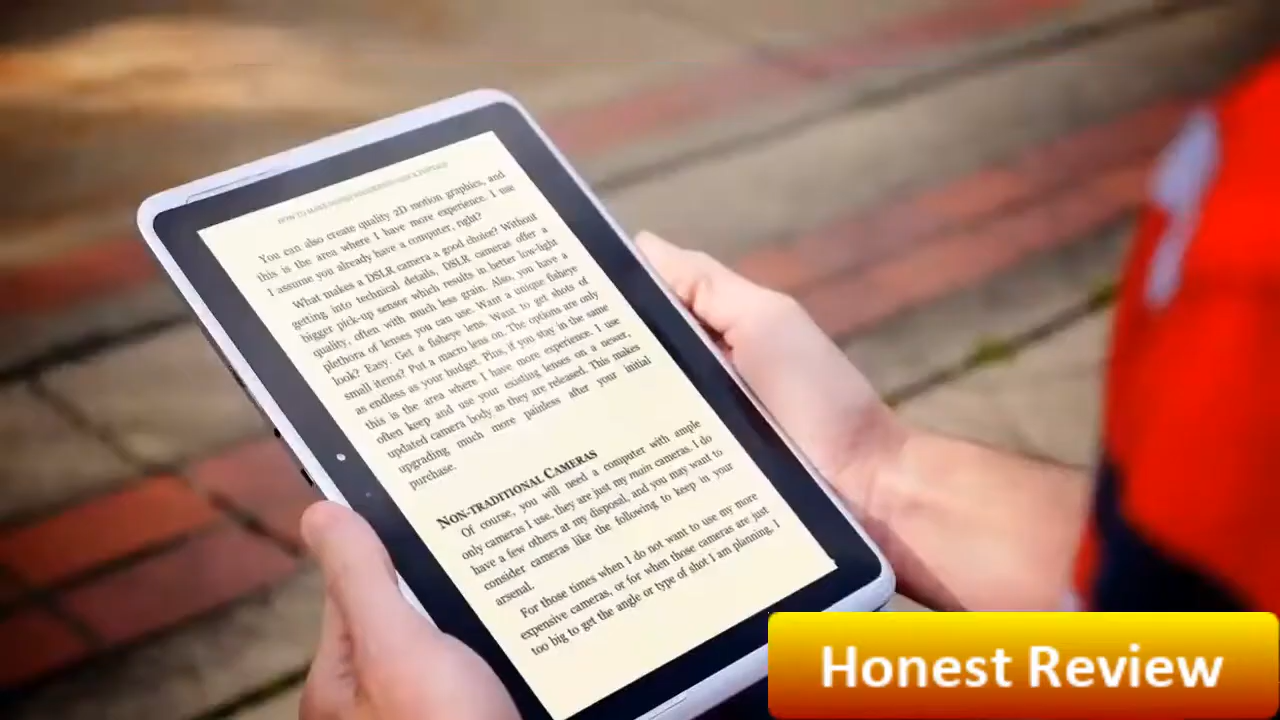 You can also create quality 2D motion graphics, and
this is the area where I have more experience. I use
I assume you already have a computer, right?
What makes a DSLR camera a good choice? Without
getting into technical details, DSLR cameras offer a
bigger pick-up sensor which results in better low-light
quality, often with much less grain. Also, you have a
plethora of lenses you can use. Want a unique fisheye
look? Easy. Get a fisheye lens. Want to get shots of
small items? Put a macro lens on. The options are only
as endless as your budget. Plus, if you stay in the same
this is the area where I have more experience. I use
often keep and use your existing lenses on a newer,
updated camera body as they are released. This makes
upgrading much more painless after your initial
purchase.
NON-TRADITIONAL CAMERAS
Of course, you will need a computer with ample
only cameras I use, they are just my main cameras. I do
have a few others at my disposal, and you may want to
consider cameras like the following to keep in your
arsenal.
For those times when I do not want to use my more
expensive cameras, or for when those cameras are just
too big to get the angle or type of shot I am planning, I
Honest Review